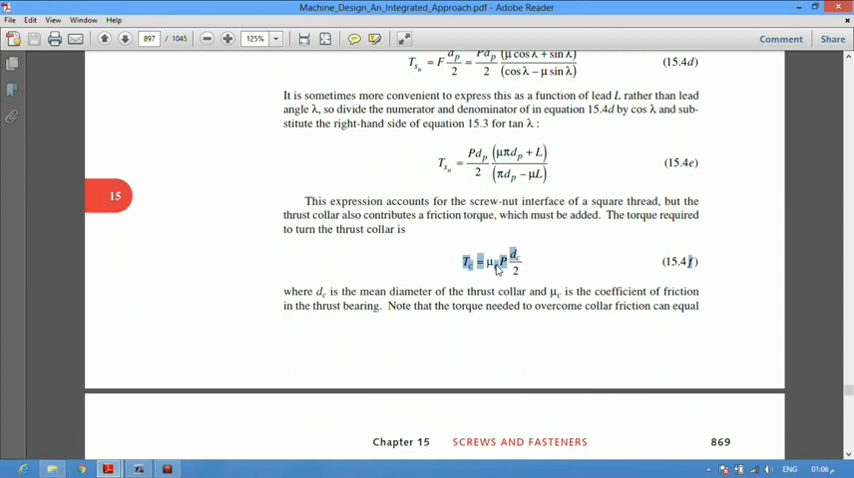 Machine_Design_An_Integrated_Approach.pdf - Adobe Reader
File Edit View Window Help
897 / 1045 125% Comment Share
T_su = F d_p/2 = Pd_p/2 (μ cos λ + sin λ)/(cos λ − μ sin λ) (15.4d)
It is sometimes more convenient to express this as a function of lead L rather than lead
angle λ, so divide the numerator and denominator of in equation 15.4d by cos λ and sub-
stitute the right-hand side of equation 15.3 for tan λ :
T_su = Pd_p/2 (μπd_p + L)/(πd_p − μL) (15.4e)
15
This expression accounts for the screw-nut interface of a square thread, but the
thrust collar also contributes a friction torque, which must be added. The torque required
to turn the thrust collar is
T_c = μ_c P d_c/2 (15.4f)
where d_c is the mean diameter of the thrust collar and μ_c is the coefficient of friction
in the thrust bearing. Note that the torque needed to overcome collar friction can equal
Chapter 15 SCREWS AND FASTENERS 869
ENG 01:06 م